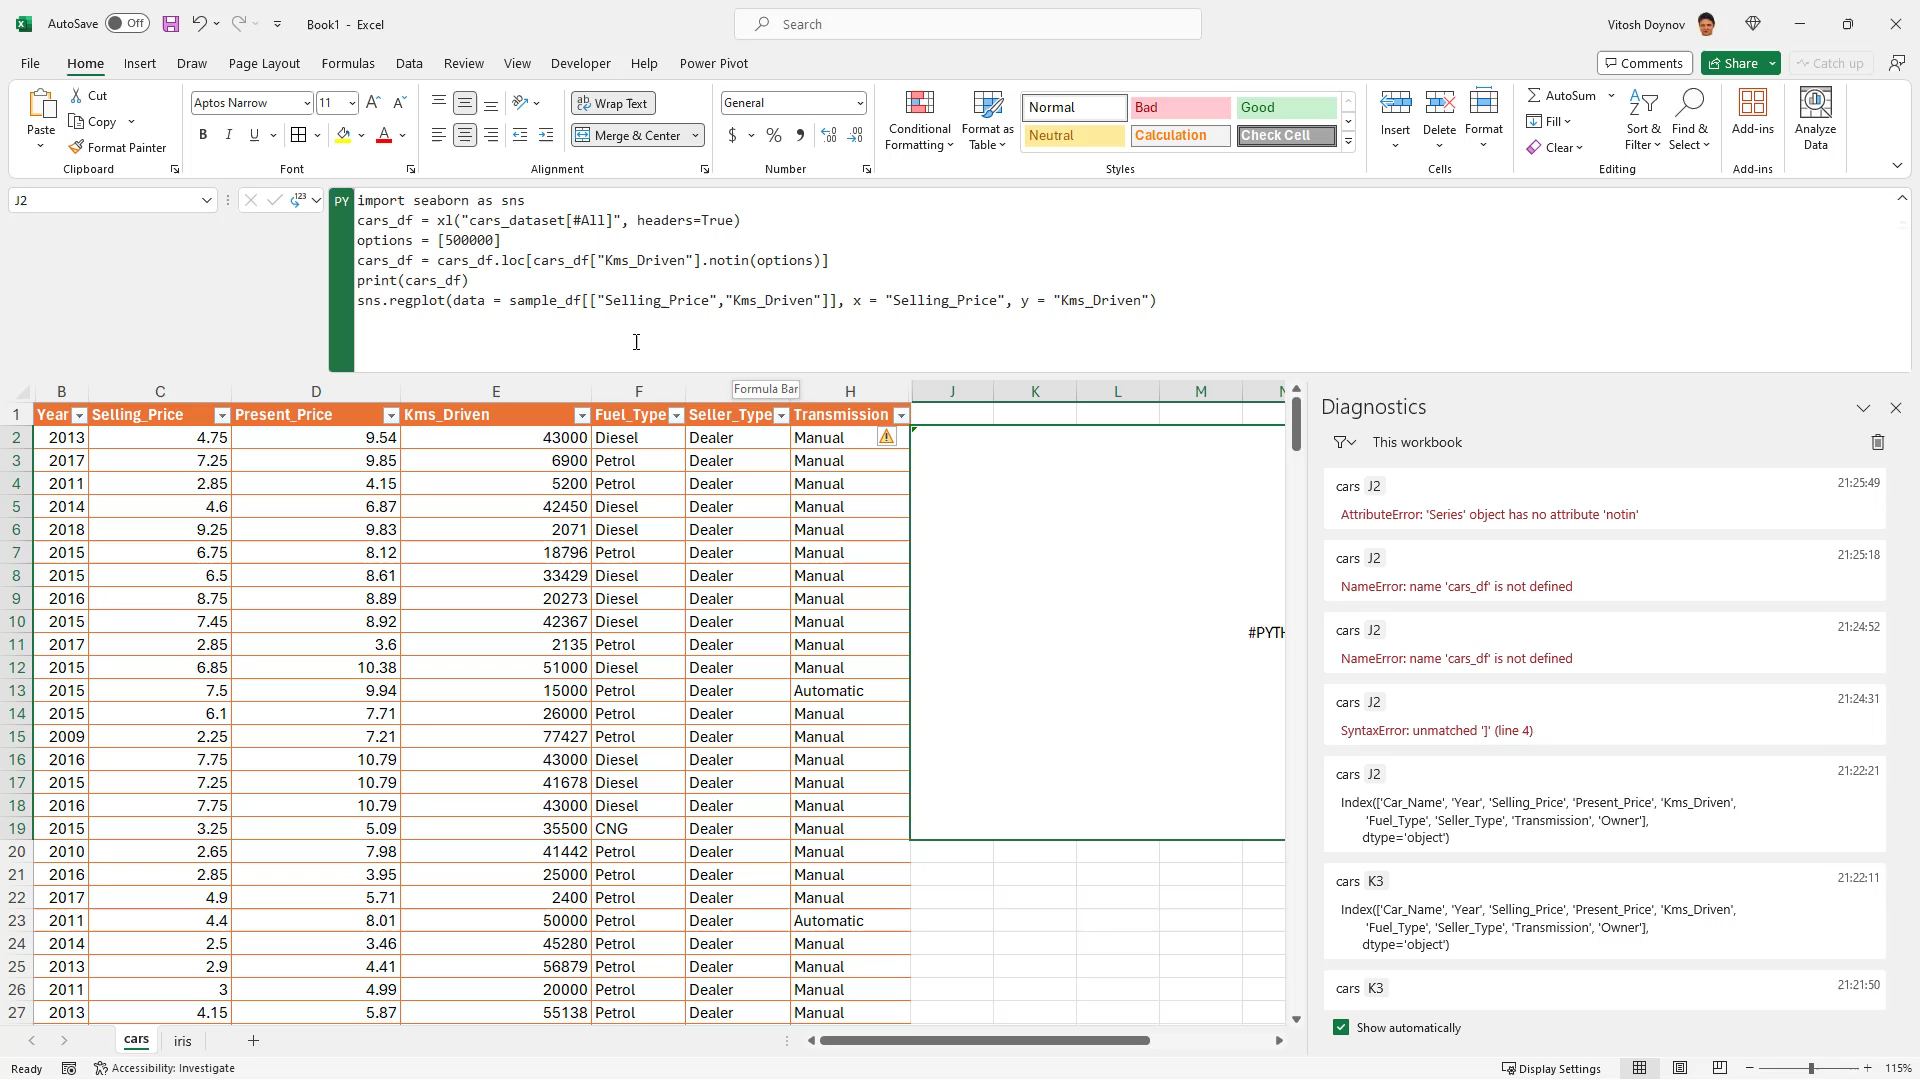 AutoSave Off Book1 - Excel Search Vitosh Doynov
File Home Insert Draw Page Layout Formulas Data Review View Developer Help Power Pivot Comments Share Catch up
Paste Cut Copy Format Painter Clipboard
Aptos Narrow 11 B I U A Font
Wrap Text Merge & Center Alignment
General $ % Number
Conditional Formatting Format as Table Normal Bad Good Neutral Calculation Check Cell Styles
Insert Delete Format Cells
AutoSum Fill Clear Sort & Filter Find & Select Editing
Add-ins Add-ins
Analyze Data
J2
PY
import seaborn as sns
cars_df = xl("cars_dataset[#All]", headers=True)
options = [500000]
cars_df = cars_df.loc[cars_df["Kms_Driven"].notin(options)]
print(cars_df)
sns.regplot(data = sample_df[["Selling_Price","Kms_Driven"]], x = "Selling_Price", y = "Kms_Driven")
Formula Bar
B C D E F H J K L M
1 Year Selling_Price Present_Price Kms_Driven Fuel_Type Seller_Type Transmission
2 2013 4.75 9.54 43000 Diesel Dealer Manual
3 2017 7.25 9.85 6900 Petrol Dealer Manual
4 2011 2.85 4.15 5200 Petrol Dealer Manual
5 2014 4.6 6.87 42450 Diesel Dealer Manual
6 2018 9.25 9.83 2071 Diesel Dealer Manual
7 2015 6.75 8.12 18796 Petrol Dealer Manual
8 2015 6.5 8.61 33429 Diesel Dealer Manual
9 2016 8.75 8.89 20273 Diesel Dealer Manual
10 2015 7.45 8.92 42367 Diesel Dealer Manual
11 2017 2.85 3.6 2135 Petrol Dealer Manual #PYTH
12 2015 6.85 10.38 51000 Diesel Dealer Manual
13 2015 7.5 9.94 15000 Petrol Dealer Automatic
14 2015 6.1 7.71 26000 Petrol Dealer Manual
15 2009 2.25 7.21 77427 Petrol Dealer Manual
16 2016 7.75 10.79 43000 Diesel Dealer Manual
17 2015 7.25 10.79 41678 Diesel Dealer Manual
18 2016 7.75 10.79 43000 Diesel Dealer Manual
19 2015 3.25 5.09 35500 CNG Dealer Manual
20 2010 2.65 7.98 41442 Petrol Dealer Manual
21 2016 2.85 3.95 25000 Petrol Dealer Manual
22 2017 4.9 5.71 2400 Petrol Dealer Manual
23 2011 4.4 8.01 50000 Petrol Dealer Automatic
24 2014 2.5 3.46 45280 Petrol Dealer Manual
25 2013 2.9 4.41 56879 Petrol Dealer Manual
26 2011 3 4.99 20000 Petrol Dealer Manual
27 2013 4.15 5.87 55138 Petrol Dealer Manual
Diagnostics
This workbook
cars J2 21:25:49
AttributeError: 'Series' object has no attribute 'notin'
cars J2 21:25:18
NameError: name 'cars_df' is not defined
cars J2 21:24:52
NameError: name 'cars_df' is not defined
cars J2 21:24:31
SyntaxError: unmatched ']' (line 4)
cars J2 21:22:21
Index(['Car_Name', 'Year', 'Selling_Price', 'Present_Price', 'Kms_Driven',
'Fuel_Type', 'Seller_Type', 'Transmission', 'Owner'],
dtype='object')
cars K3 21:22:11
Index(['Car_Name', 'Year', 'Selling_Price', 'Present_Price', 'Kms_Driven',
'Fuel_Type', 'Seller_Type', 'Transmission', 'Owner'],
dtype='object')
cars K3 21:21:50
Show automatically
cars iris
Ready Accessibility: Investigate Display Settings 115%